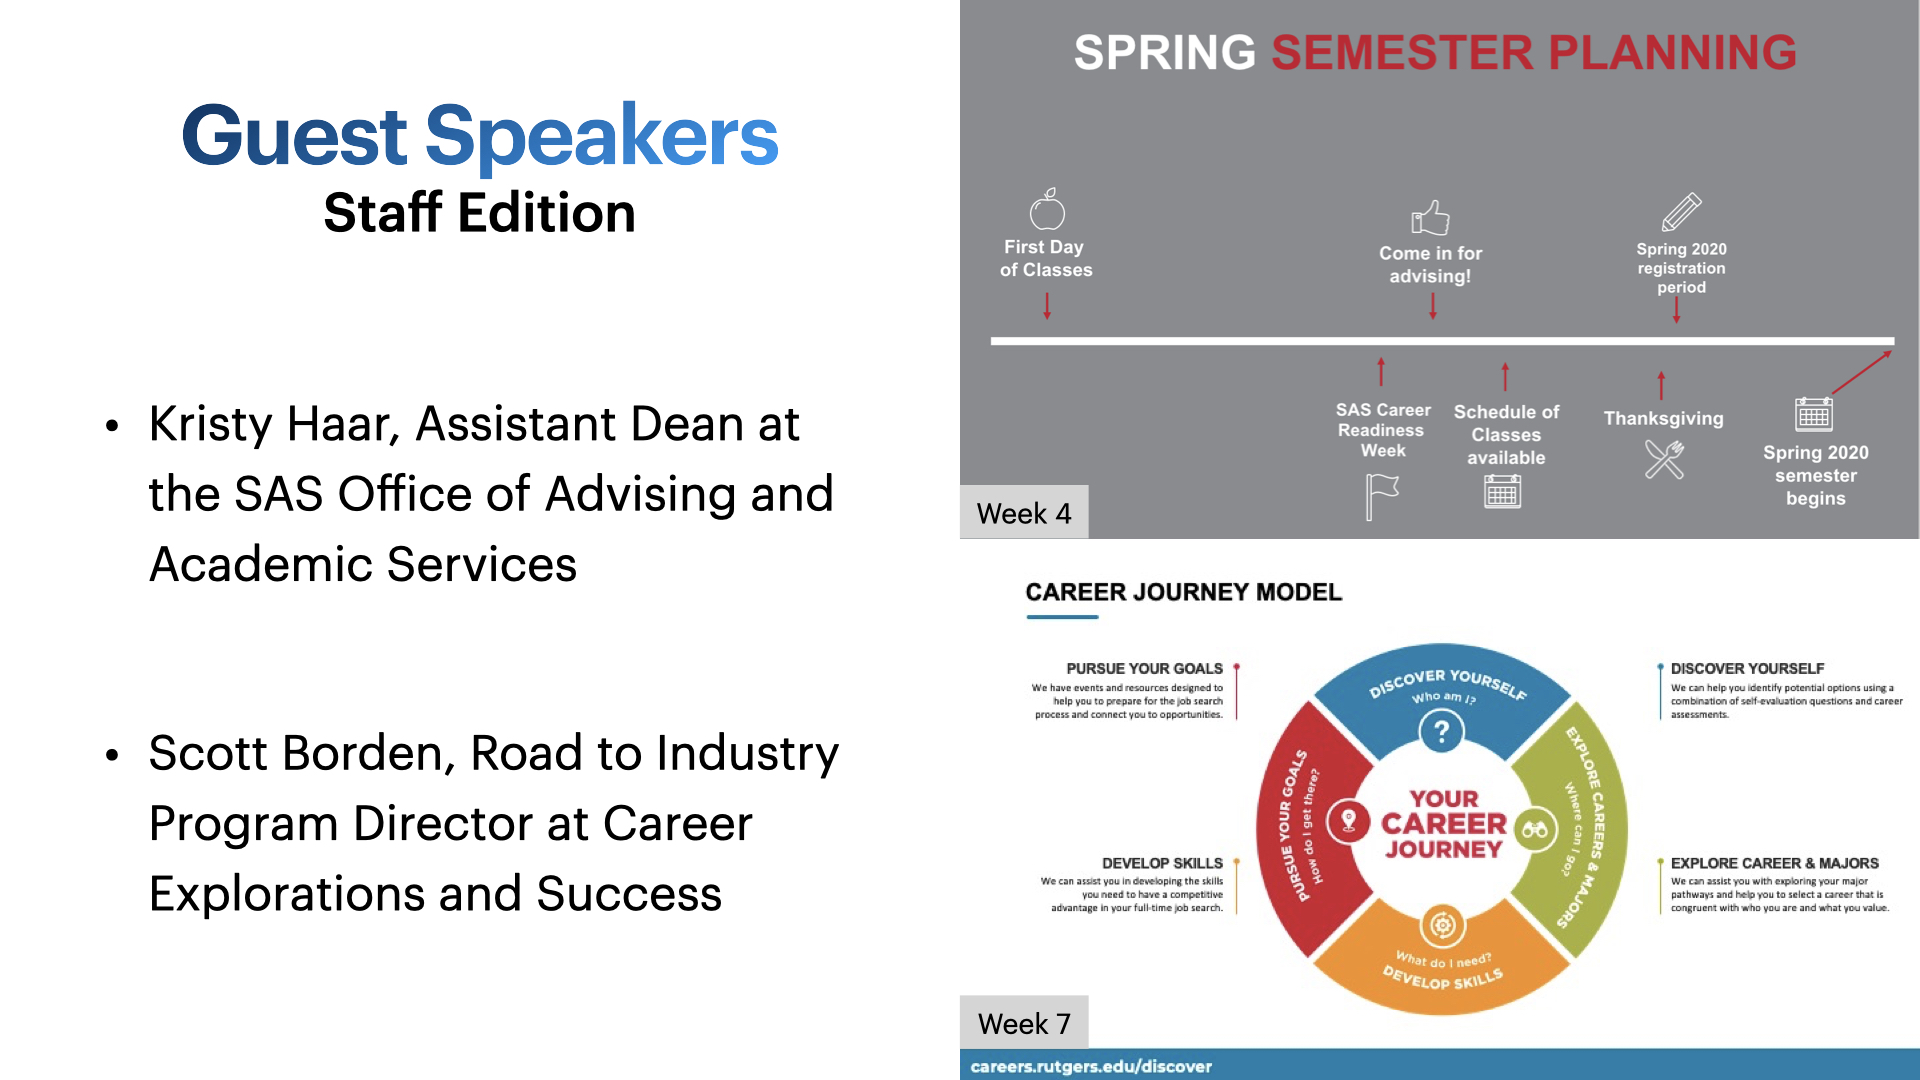 Guest Speakers
Staff Edition
• Kristy Haar, Assistant Dean at
the SAS Office of Advising and
Academic Services
• Scott Borden, Road to Industry
Program Director at Career
Explorations and Success
SPRING SEMESTER PLANNING
First Day
of Classes
Come in for
advising!
Spring 2020
registration
period
SAS Career
Readiness
Week
Schedule of
Classes
available
Thanksgiving
Spring 2020
semester
begins
Week 4
CAREER JOURNEY MODEL
PURSUE YOUR GOALS
We have events and resources designed to
help you to prepare for the job search
process and connect you to opportunities.
DEVELOP SKILLS
We can assist you in developing the skills
you need to have a competitive
advantage in your full-time job search.
DISCOVER YOURSELF
Who am I?
?
EXPLORE CAREERS & MAJORS
Where can I go?
What do I need?
DEVELOP SKILLS
PURSUE YOUR GOALS
How do I get there?
YOUR
CAREER
JOURNEY
DISCOVER YOURSELF
We can help you identify potential options using a
combination of self-evaluation questions and career
assessments.
EXPLORE CAREER & MAJORS
We can assist you with exploring your major
pathways and help you to select a career that is
congruent with who you are and what you value.
Week 7
careers.rutgers.edu/discover